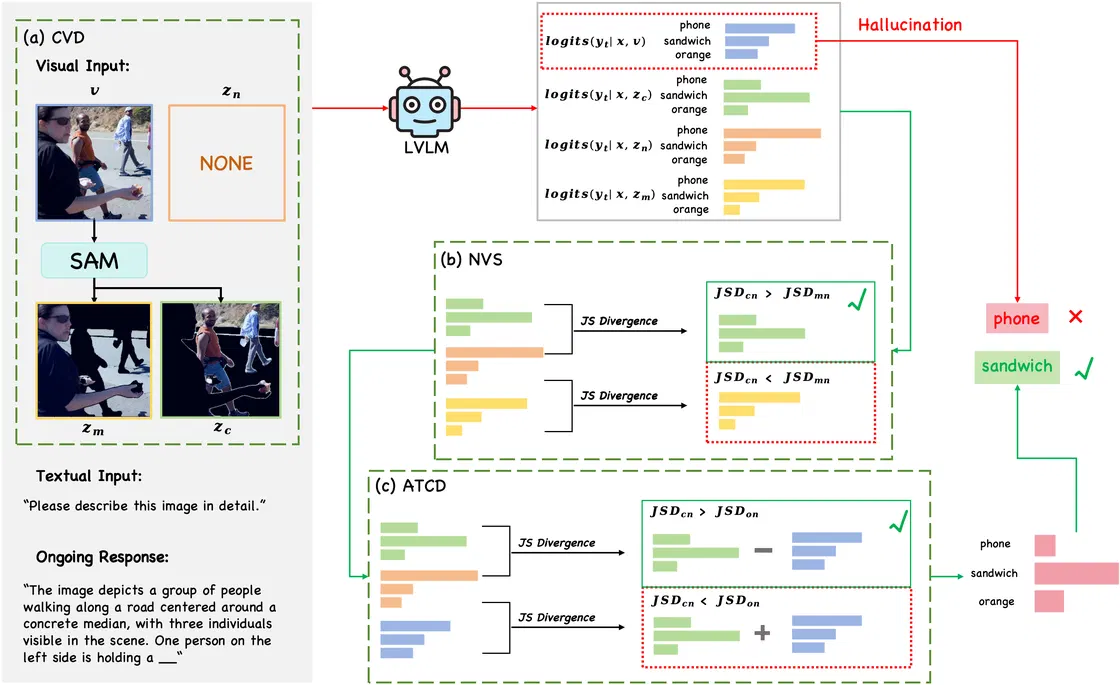 (a) CVD
Visual Input:
v
z_n
NONE
SAM
z_m
z_c
Textual Input:
“Please describe this image in detail.”
Ongoing Response:
“The image depicts a group of people
walking along a road centered around a
concrete median, with three individuals
visible in the scene. One person on the
left side is holding a __“
LVLM
logits(y_t| x, v)
phone
sandwich
orange
logits(y_t| x, z_c)
phone
sandwich
orange
logits(y_t| x, z_n)
phone
sandwich
orange
logits(y_t| x, z_m)
phone
sandwich
orange
Hallucination
(b) NVS
JS Divergence
JS Divergence
JSD_cn > JSD_mn
JSD_cn < JSD_mn
phone
sandwich
(c) ATCD
JS Divergence
JS Divergence
JSD_cn > JSD_on
−
JSD_cn < JSD_on
+
phone
sandwich
orange